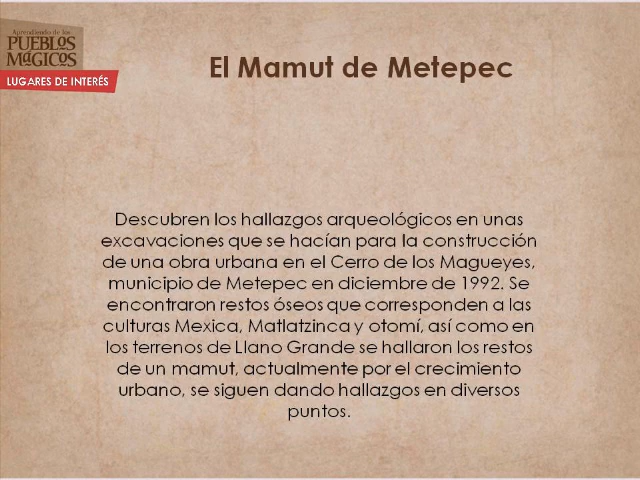 Aprendiendo de los
PUEBLOS
MáGICOS
LUGARES DE INTERÉS
El Mamut de Metepec
Descubren los hallazgos arqueológicos en unas
excavaciones que se hacían para la construcción
de una obra urbana en el Cerro de los Magueyes,
municipio de Metepec en diciembre de 1992. Se
encontraron restos óseos que corresponden a las
culturas Mexica, Matlatzinca y otomí, así como en
los terrenos de Llano Grande se hallaron los restos
de un mamut, actualmente por el crecimiento
urbano, se siguen dando hallazgos en diversos
puntos.